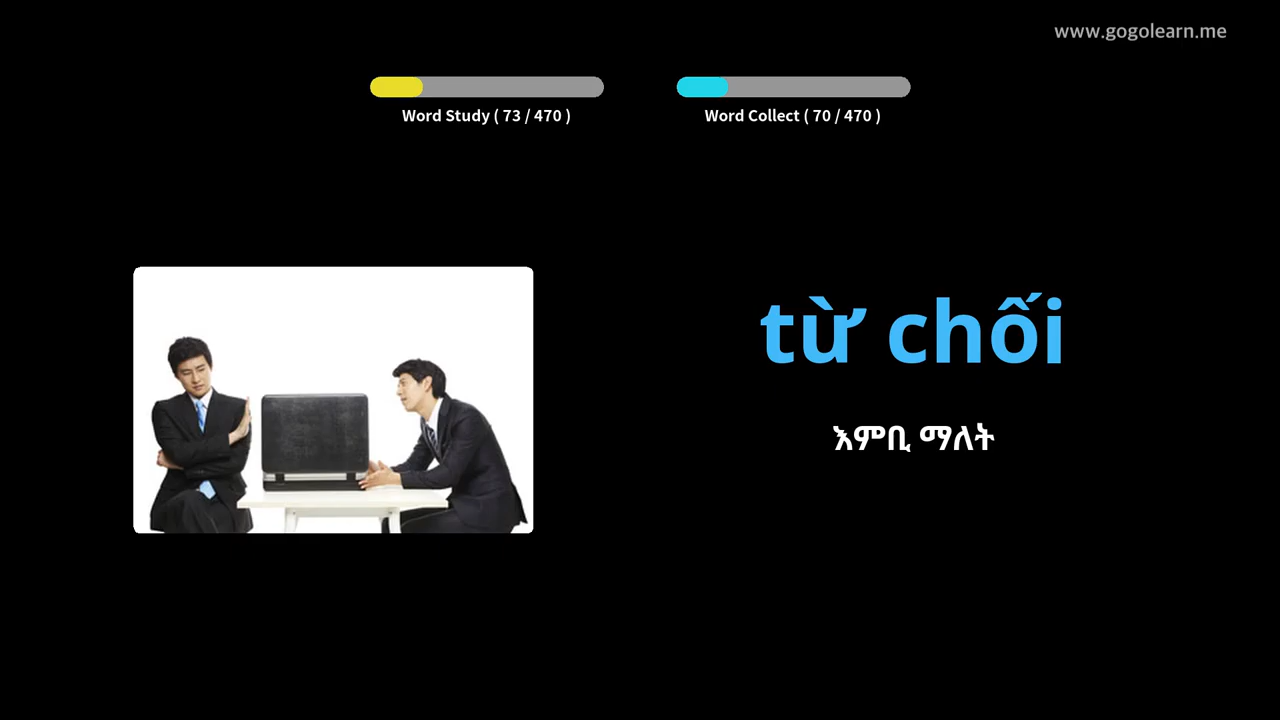 www.gogolearn.me
Word Study ( 73 / 470 )
Word Collect ( 70 / 470 )
từ chối
እምቢ ማለት